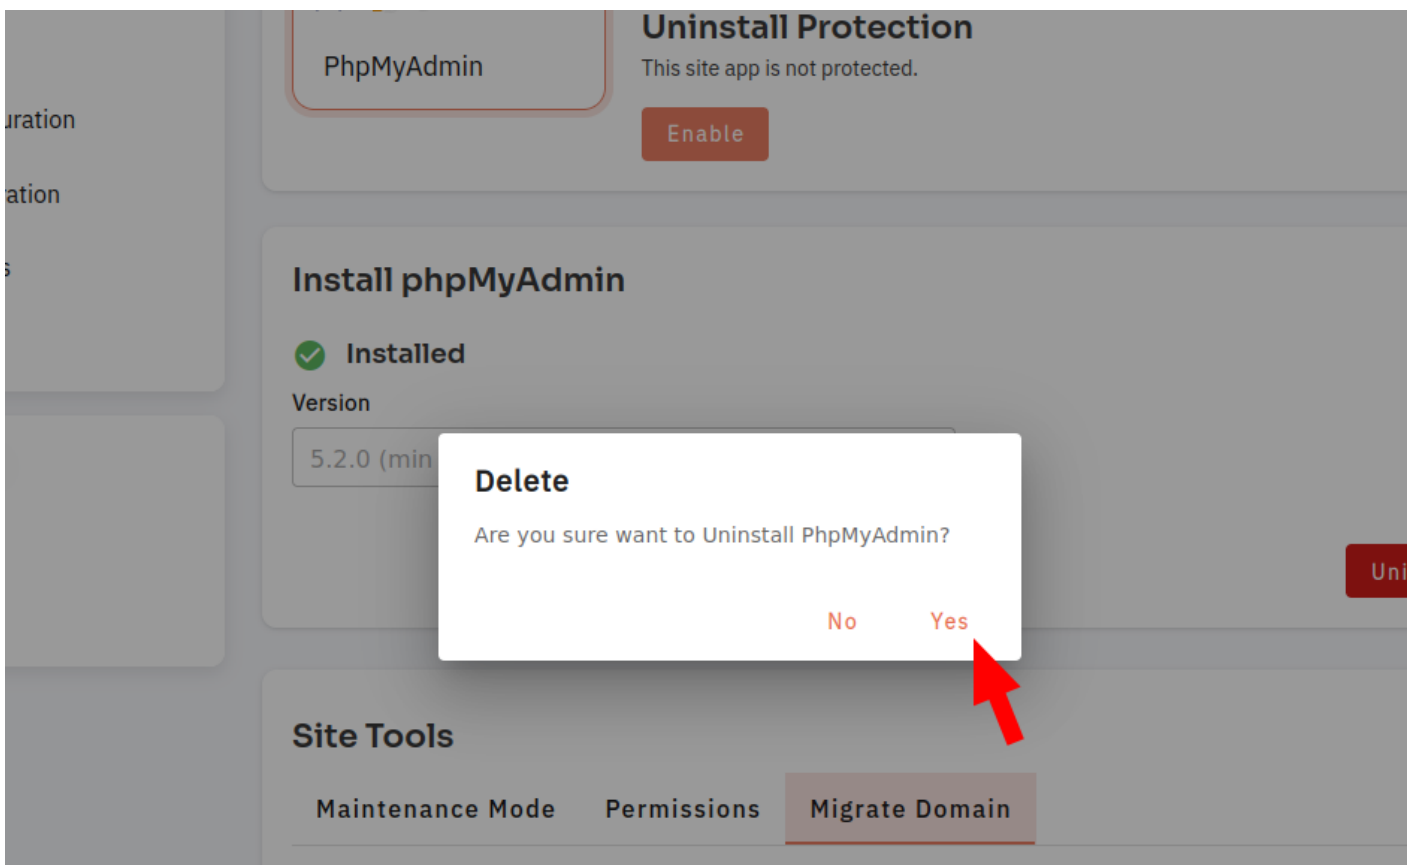 Uninstall Protection
PhpMyAdmin
This site app is not protected.
uration
Enable
ration
s
Install phpMyAdmin
Installed
Version
5.2.0 (min
Delete
Are you sure want to Uninstall PhpMyAdmin?
Uni
No
Yes
Site Tools
Maintenance Mode
Permissions
Migrate Domain